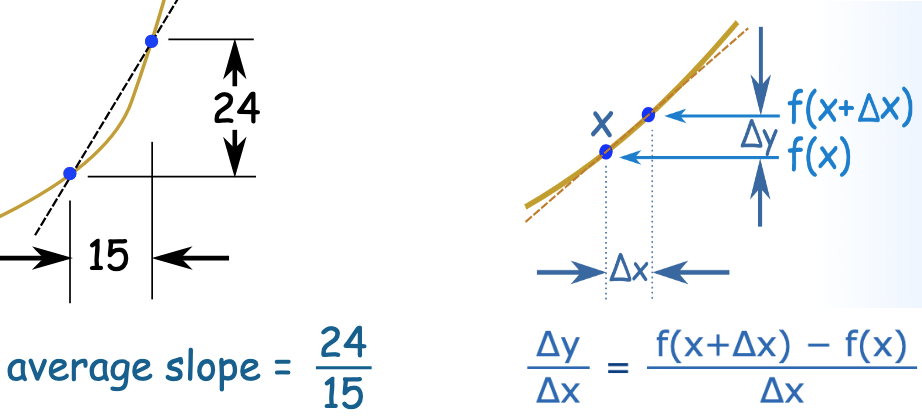 24
15
average slope = 24/15
x
f(x+Δx)
Δy
f(x)
Δx
Δy/Δx = f(x+Δx) − f(x)/Δx